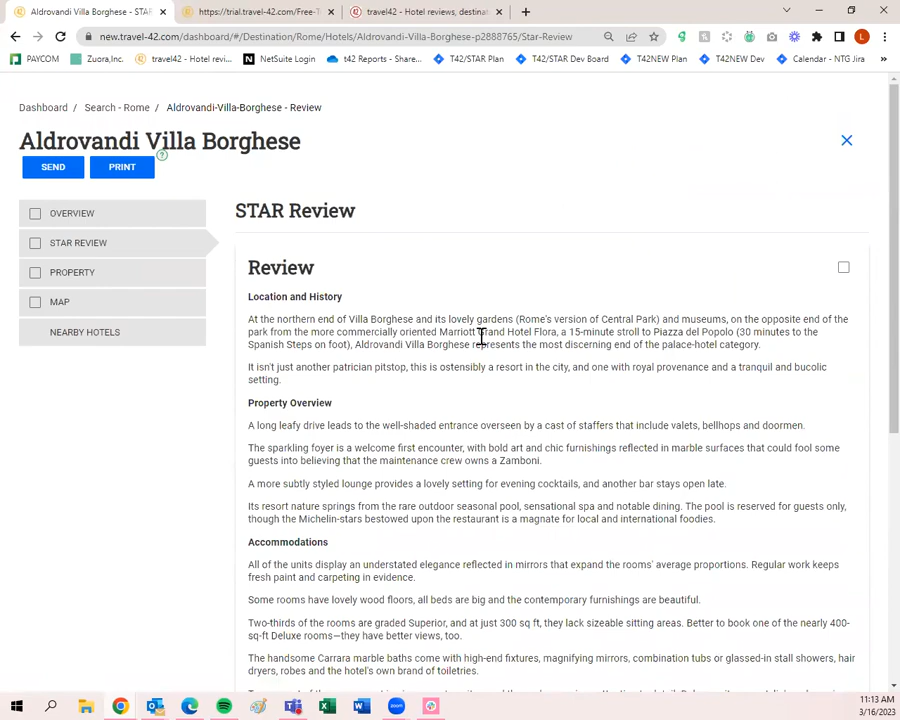 Aldrovandi Villa Borghese - STAR
https://trial.travel-42.com/Free-T
travel42 - Hotel reviews, destinat
new.travel-42.com/dashboard/#/Destination/Rome/Hotels/Aldrovandi-Villa-Borghese-p2888765/Star-Review
PAYCOM Zuora,Inc. travel42 - Hotel revi... NetSuite Login t42 Reports - Share... T42/STAR Plan T42/STAR Dev Board T42NEW Plan T42NEW Dev Calendar - NTG Jira »
Dashboard / Search - Rome / Aldrovandi-Villa-Borghese - Review
Aldrovandi Villa Borghese
SEND PRINT ?
OVERVIEW
STAR REVIEW
PROPERTY
MAP
NEARBY HOTELS
STAR Review
Review
Location and History
At the northern end of Villa Borghese and its lovely gardens (Rome's version of Central Park) and museums, on the opposite end of the
park from the more commercially oriented Marriott Grand Hotel Flora, a 15-minute stroll to Piazza del Popolo (30 minutes to the
Spanish Steps on foot), Aldrovandi Villa Borghese represents the most discerning end of the palace-hotel category.
It isn't just another patrician pitstop, this is ostensibly a resort in the city, and one with royal provenance and a tranquil and bucolic
setting.
Property Overview
A long leafy drive leads to the well-shaded entrance overseen by a cast of staffers that include valets, bellhops and doormen.
The sparkling foyer is a welcome first encounter, with bold art and chic furnishings reflected in marble surfaces that could fool some
guests into believing that the maintenance crew owns a Zamboni.
A more subtly styled lounge provides a lovely setting for evening cocktails, and another bar stays open late.
Its resort nature springs from the rare outdoor seasonal pool, sensational spa and notable dining. The pool is reserved for guests only,
though the Michelin-stars bestowed upon the restaurant is a magnate for local and international foodies.
Accommodations
All of the units display an understated elegance reflected in mirrors that expand the rooms' average proportions. Regular work keeps
fresh paint and carpeting in evidence.
Some rooms have lovely wood floors, all beds are big and the contemporary furnishings are beautiful.
Two-thirds of the rooms are graded Superior, and at just 300 sq ft, they lack sizeable sitting areas. Better to book one of the nearly 400-
sq-ft Deluxe rooms—they have better views, too.
The handsome Carrara marble baths come with high-end fixtures, magnifying mirrors, combination tubs or glassed-in stall showers, hair
dryers, robes and the hotel's own brand of toiletries.
11:13 AM
3/16/2023